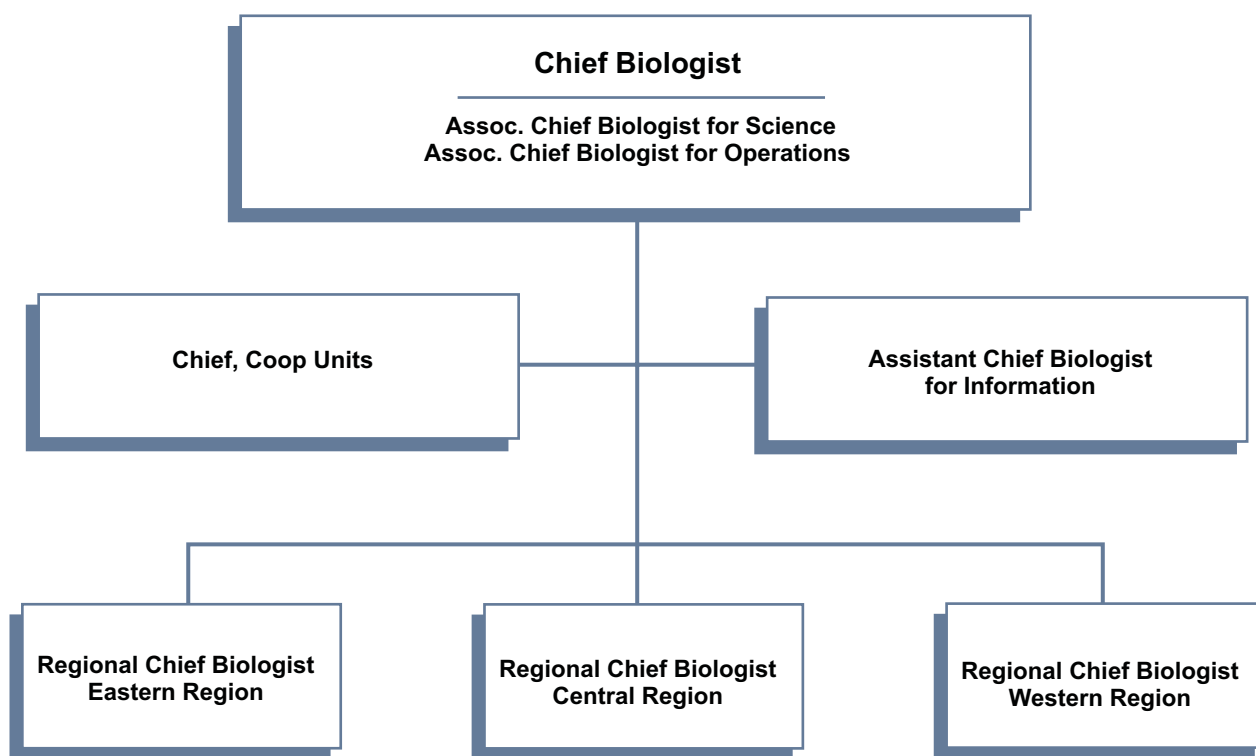 Chief Biologist
Assoc. Chief Biologist for Science
Assoc. Chief Biologist for Operations
Chief, Coop Units
Assistant Chief Biologist
for Information
Regional Chief Biologist
Eastern Region
Regional Chief Biologist
Central Region
Regional Chief Biologist
Western Region